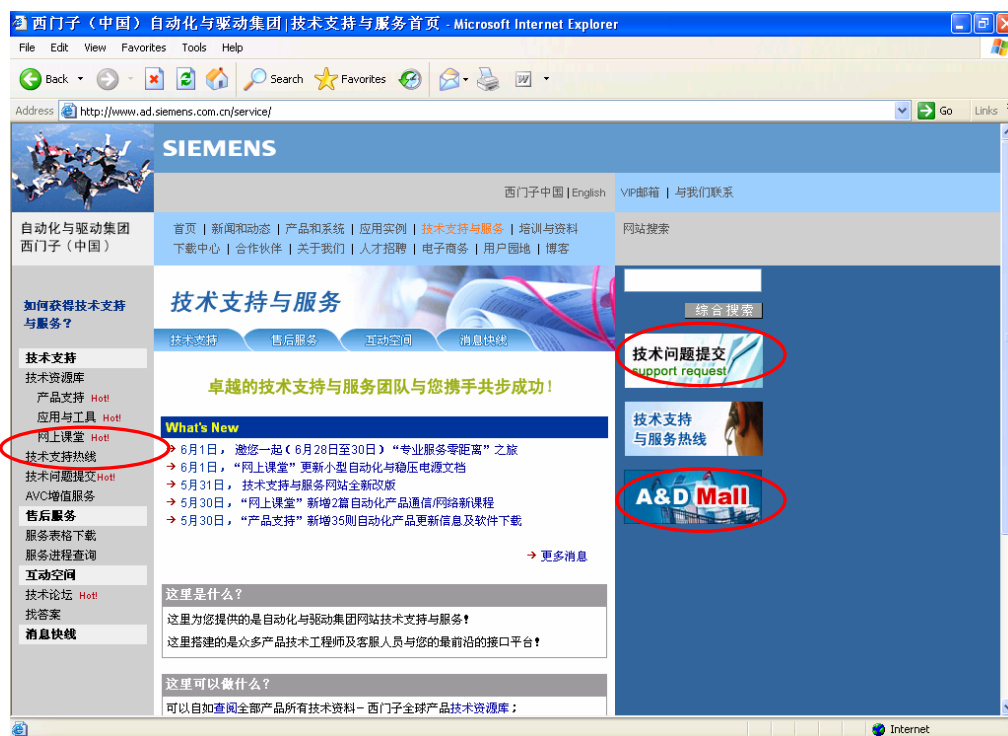 西门子（中国）自动化与驱动集团|技术支持与服务首页 - Microsoft Internet Explorer
File Edit View Favorites Tools Help
Back Search Favorites
Address http://www.ad.siemens.com.cn/service/ Go Links
SIEMENS
西门子中国 | English VIP邮箱 | 与我们联系
自动化与驱动集团
西门子（中国）
首页 | 新闻和动态 | 产品和系统 | 应用实例 | 技术支持与服务 | 培训与资料
下载中心 | 合作伙伴 | 关于我们 | 人才招聘 | 电子商务 | 用户园地 | 博客
网站搜索
如何获得技术支持
与服务？
技术支持
技术资源库
产品支持 Hot!
应用与工具 Hot!
网上课堂 Hot!
技术支持热线
技术问题提交Hot!
AVC增值服务
售后服务
服务表格下载
服务进程查询
互动空间
技术论坛 Hot!
找答案
消息快线
技术支持与服务
技术支持 售后服务 互动空间 消息快线
卓越的技术支持与服务团队与您携手共步成功！
What's New
6月1日， 邀您一起（6月28日至30日）“专业服务零距离”之旅
6月1日，“网上课堂”更新小型自动化与稳压电源文档
5月31日， 技术支持与服务网站全新改版
5月30日，“网上课堂”新增2篇自动化产品通信/网络新课程
5月30日，“产品支持”新增35则自动化产品更新信息及软件下载
更多消息
这里是什么？
这里为您提供的是自动化与驱动集团网站技术支持与服务！
这里搭建的是众多产品技术工程师及客服人员与您的最前沿的接口平台！
这里可以做什么？
可以自如查阅全部产品所有技术资料－西门子全球产品技术资源库；
综合搜索
技术问题提交
support request
技术支持
与服务热线
A&D Mall
Internet